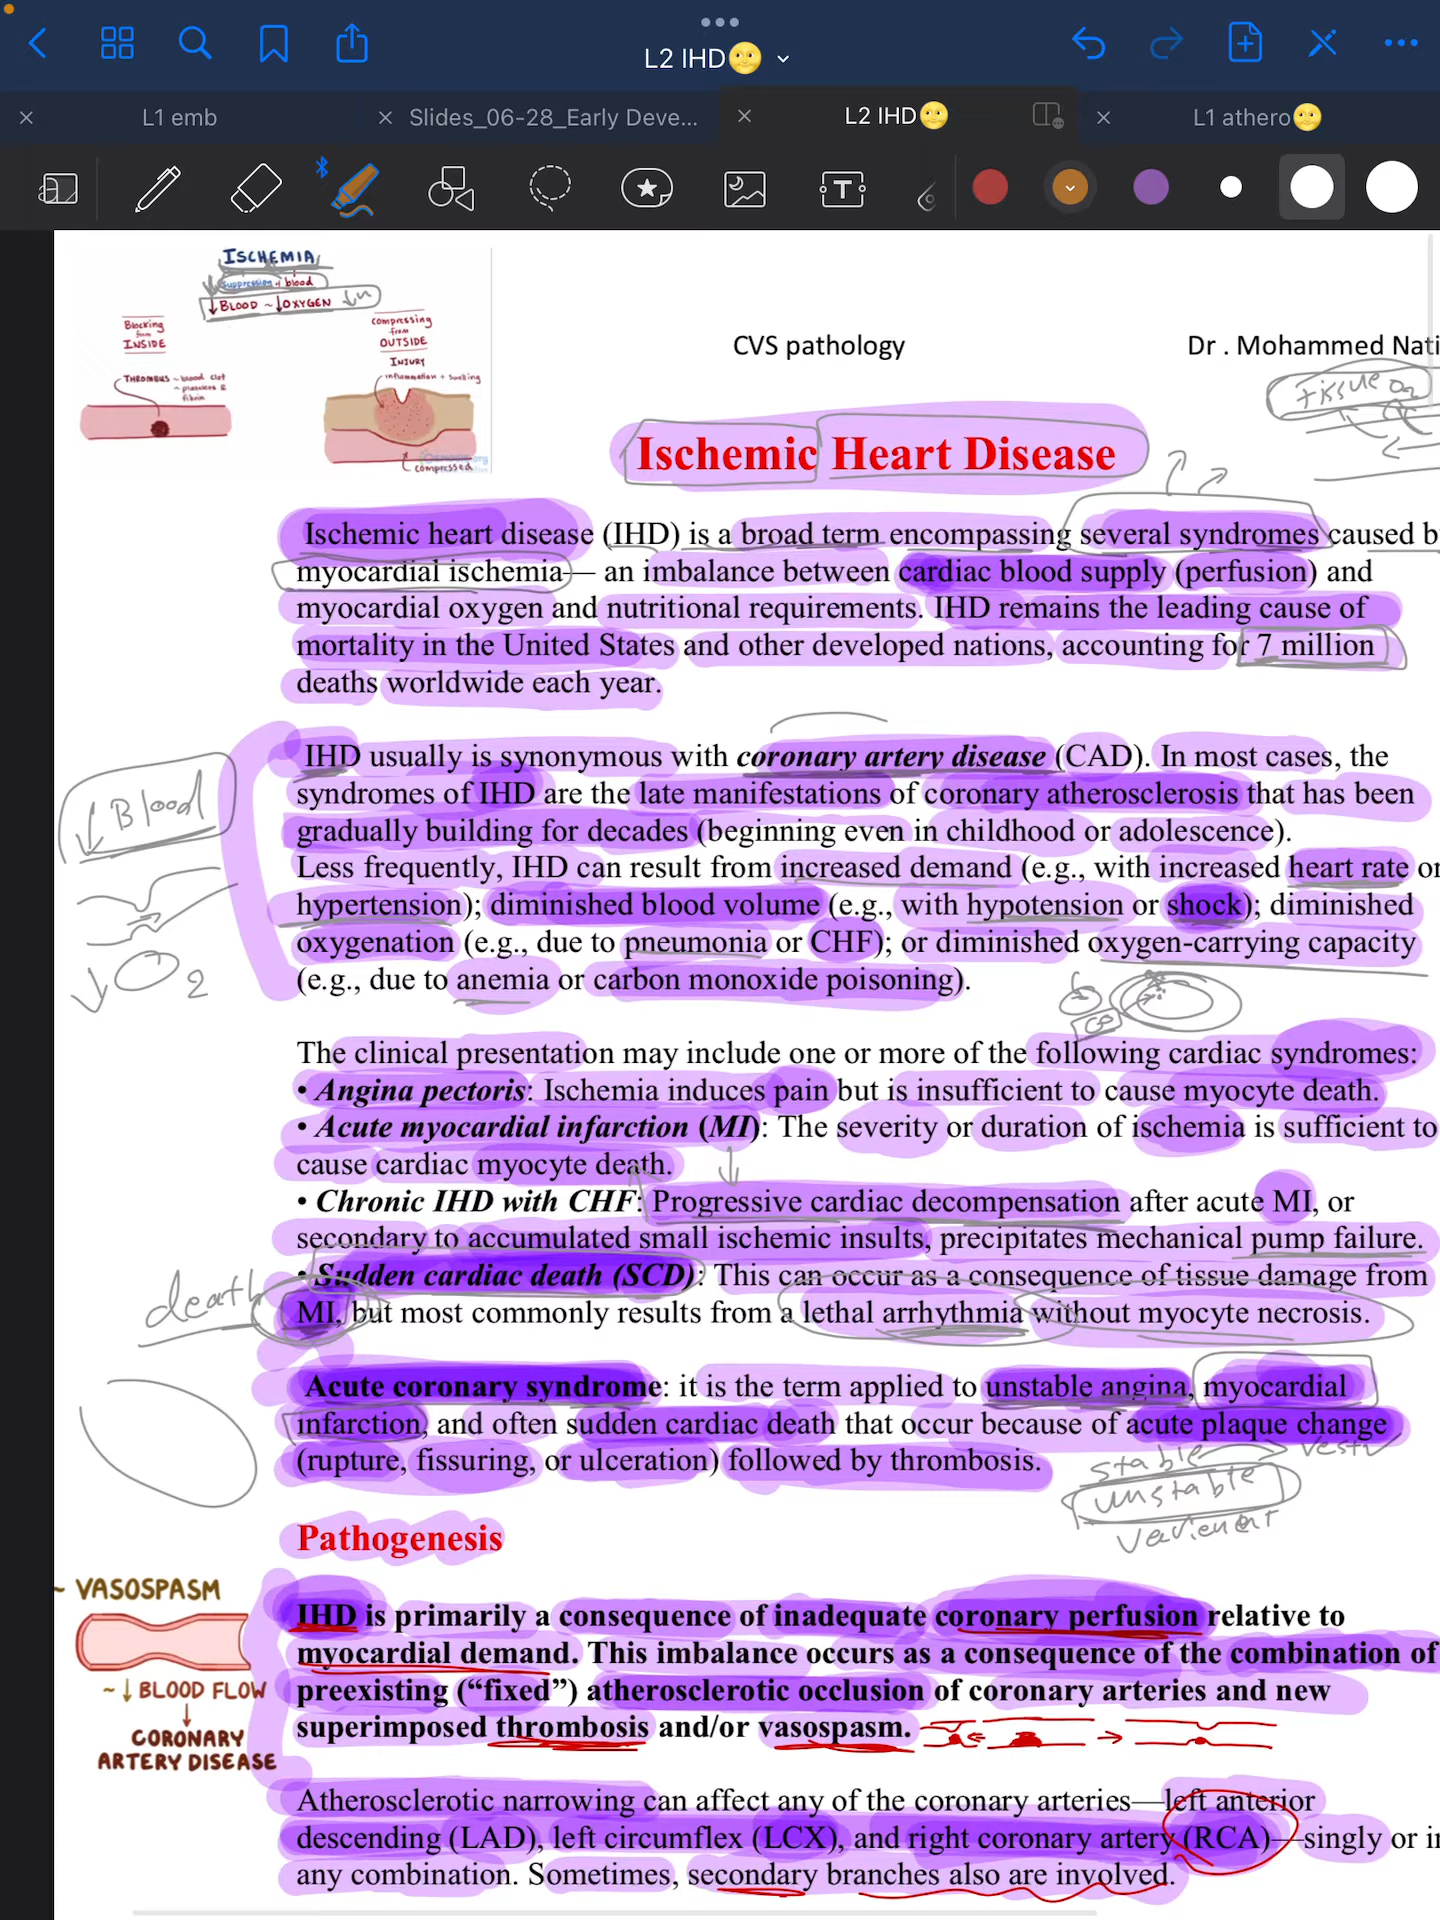 L2 IHD🌝
L1 emb
Slides_06-28_Early Deve...
L2 IHD🌝
L1 athero🌝
ISCHEMIA
suppression of blood
↓BLOOD ~ ↓OXYGEN
Blocking
from
INSIDE
THROMBUS ~ blood clot
~ platelets &
fibrin
Compressing
from
OUTSIDE
INJURY
inflammation + swelling
compressed
CVS pathology
Dr . Mohammed Nati
Tissue O2
Ischemic Heart Disease
Ischemic heart disease (IHD) is a broad term encompassing several syndromes caused b
myocardial ischemia— an imbalance between cardiac blood supply (perfusion) and
myocardial oxygen and nutritional requirements. IHD remains the leading cause of
mortality in the United States and other developed nations, accounting for 7 million
deaths worldwide each year.
↓ Blood
↓ O2
IHD usually is synonymous with coronary artery disease (CAD). In most cases, the
syndromes of IHD are the late manifestations of coronary atherosclerosis that has been
gradually building for decades (beginning even in childhood or adolescence).
Less frequently, IHD can result from increased demand (e.g., with increased heart rate or
hypertension); diminished blood volume (e.g., with hypotension or shock); diminished
oxygenation (e.g., due to pneumonia or CHF); or diminished oxygen-carrying capacity
(e.g., due to anemia or carbon monoxide poisoning).
The clinical presentation may include one or more of the following cardiac syndromes:
• Angina pectoris: Ischemia induces pain but is insufficient to cause myocyte death.
• Acute myocardial infarction (MI): The severity or duration of ischemia is sufficient to
cause cardiac myocyte death.
• Chronic IHD with CHF: Progressive cardiac decompensation after acute MI, or
secondary to accumulated small ischemic insults, precipitates mechanical pump failure.
• Sudden cardiac death (SCD): This can occur as a consequence of tissue damage from
MI, but most commonly results from a lethal arrhythmia without myocyte necrosis.
death
Acute coronary syndrome: it is the term applied to unstable angina, myocardial
infarction, and often sudden cardiac death that occur because of acute plaque change
(rupture, fissuring, or ulceration) followed by thrombosis.
stable
unstable
Pathogenesis
~ VASOSPASM
~ ↓ BLOOD FLOW
↓
CORONARY
ARTERY DISEASE
IHD is primarily a consequence of inadequate coronary perfusion relative to
myocardial demand. This imbalance occurs as a consequence of the combination of
preexisting (“fixed”) atherosclerotic occlusion of coronary arteries and new
superimposed thrombosis and/or vasospasm.
Atherosclerotic narrowing can affect any of the coronary arteries—left anterior
descending (LAD), left circumflex (LCX), and right coronary artery (RCA)—singly or in
any combination. Sometimes, secondary branches also are involved.